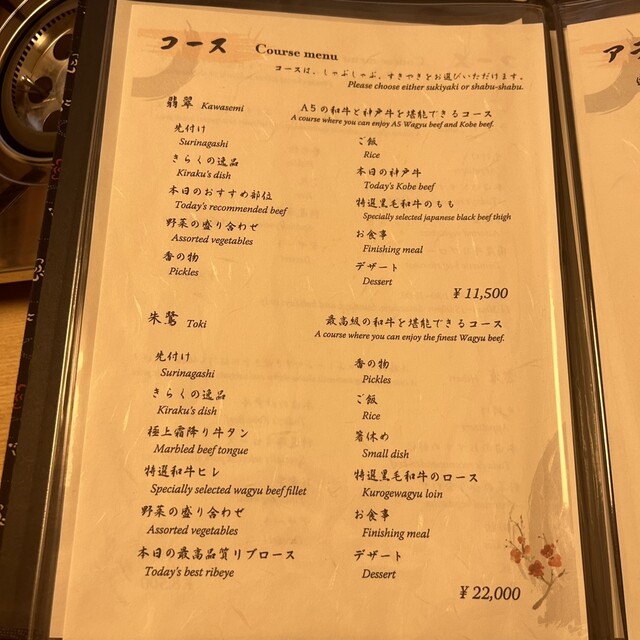 コース Course menu
コースは、しゃぶしゃぶ、すきやきをお選びいただけます。
Please choose either sukiyaki or shabu-shabu.
翡翠 Kawasemi
A5の和牛と神戸牛を堪能できるコース
A course where you can enjoy A5 Wagyu beef and Kobe beef.
先付け
Surinagashi
きらくの逸品
Kiraku's dish
本日のおすすめ部位
Today's recommended beef
野菜の盛り合わせ
Assorted vegetables
香の物
Pickles
ご飯
Rice
本日の神戸牛
Today's Kobe beef
特選黒毛和牛のもも
Specially selected japanese black beef thigh
お食事
Finishing meal
デザート
Dessert
¥ 11,500
朱鷺 Toki
最高級の和牛を堪能できるコース
A course where you can enjoy the finest Wagyu beef.
先付け
Surinagashi
きらくの逸品
Kiraku's dish
極上霜降り牛タン
Marbled beef tongue
特選和牛ヒレ
Specially selected wagyu beef fillet
野菜の盛り合わせ
Assorted vegetables
本日の最高品質リブロース
Today's best ribeye
香の物
Pickles
ご飯
Rice
箸休め
Small dish
特選黒毛和牛のロース
Kurogewagyu loin
お食事
Finishing meal
デザート
Dessert
¥ 22,000